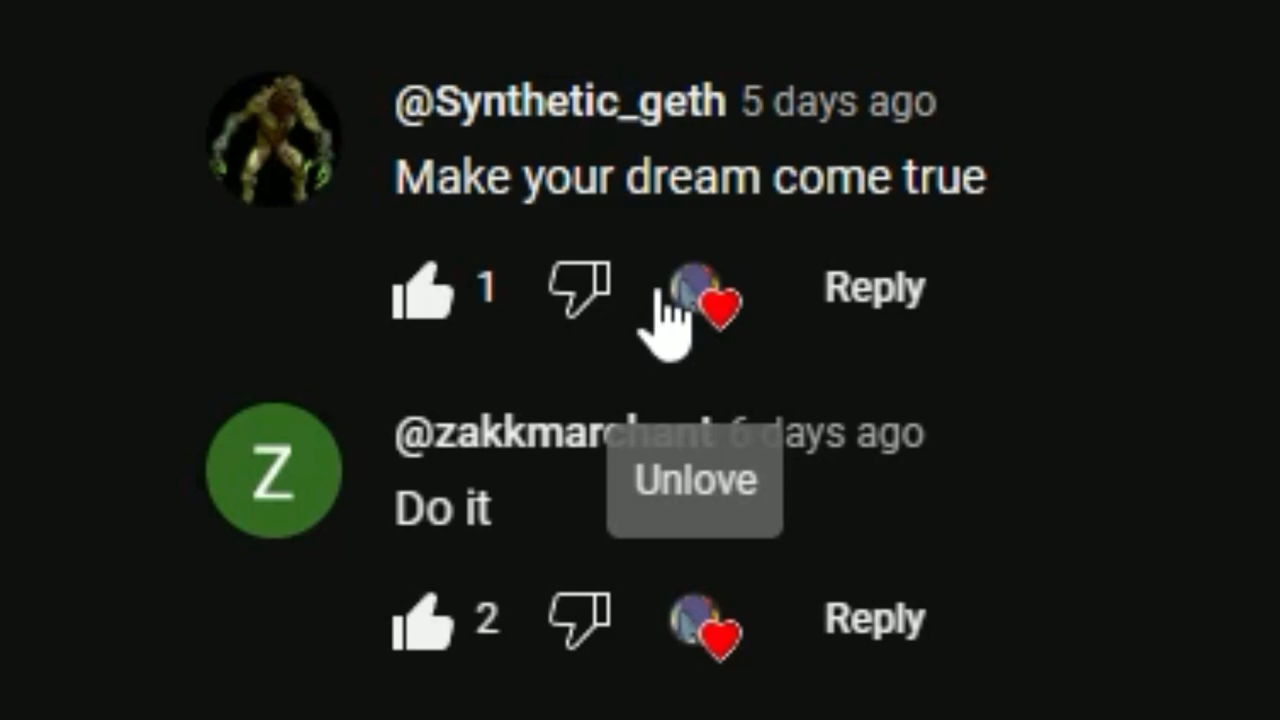 @Synthetic_geth 5 days ago
Make your dream come true
1 Reply
@zakkmarchant 6 days ago
Z
Unlove
Do it
2 Reply